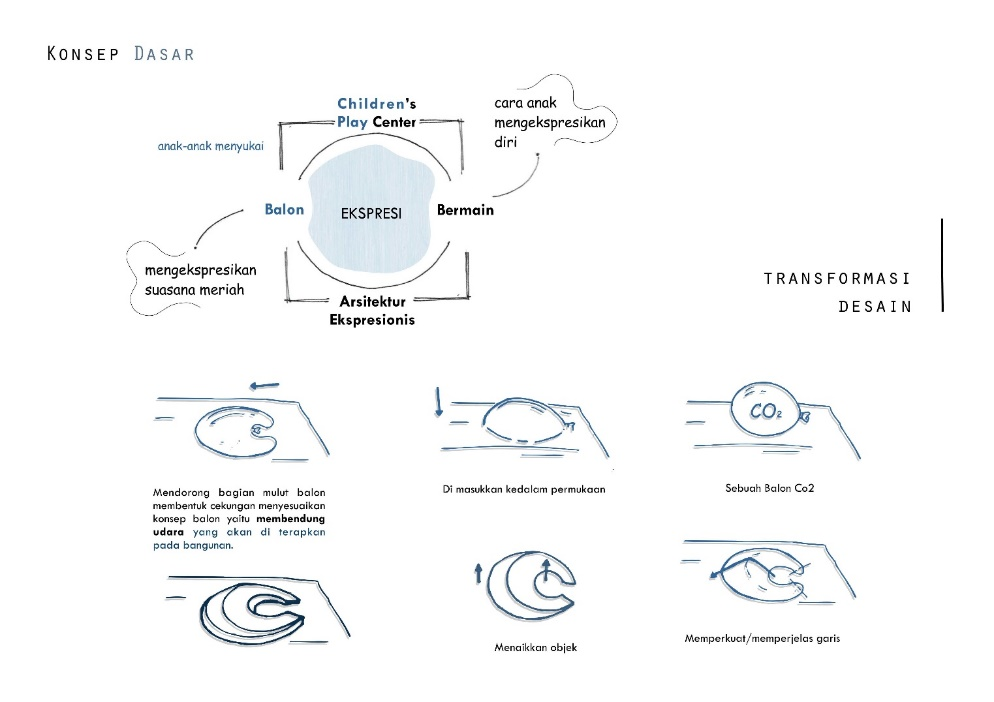 KONSEP DASAR
Children's
Play Center
cara anak
mengekspresikan
diri
anak-anak menyukai
Balon
EKSPRESI
Bermain
mengekspresikan
suasana meriah
Arsitektur
Ekspresionis
TRANSFORMASI
DESAIN
CO₂
Mendorong bagian mulut balon
membentuk cekungan menyesuaikan
konsep balon yaitu membendung
udara yang akan di terapkan
pada bangunan.
Di masukkan kedalam permukaan
Sebuah Balon Co2
Menaikkan objek
Memperkuat/memperjelas garis